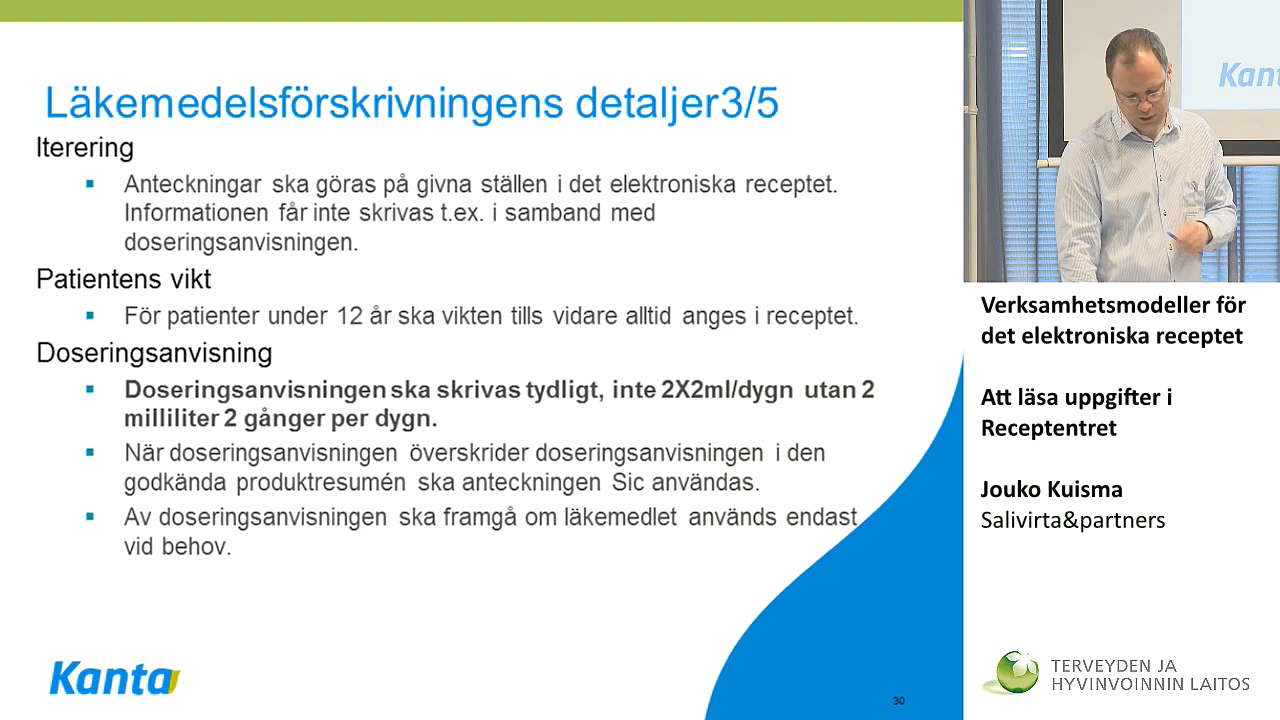 Läkemedelsförskrivningens detaljer3/5
Iterering
Anteckningar ska göras på givna ställen i det elektroniska receptet.
Informationen får inte skrivas t.ex. i samband med
doseringsanvisningen.
Patientens vikt
För patienter under 12 år ska vikten tills vidare alltid anges i receptet.
Doseringsanvisning
Doseringsanvisningen ska skrivas tydligt, inte 2X2ml/dygn utan 2
milliliter 2 gånger per dygn.
När doseringsanvisningen överskrider doseringsanvisningen i den
godkända produktresumén ska anteckningen Sic användas.
Av doseringsanvisningen ska framgå om läkemedlet används endast
vid behov.
Kanta
30
Kant
Verksamhetsmodeller för
det elektroniska receptet
Att läsa uppgifter i
Receptentret
Jouko Kuisma
Salivirta&partners
TERVEYDEN JA
HYVINVOINNIN LAITOS